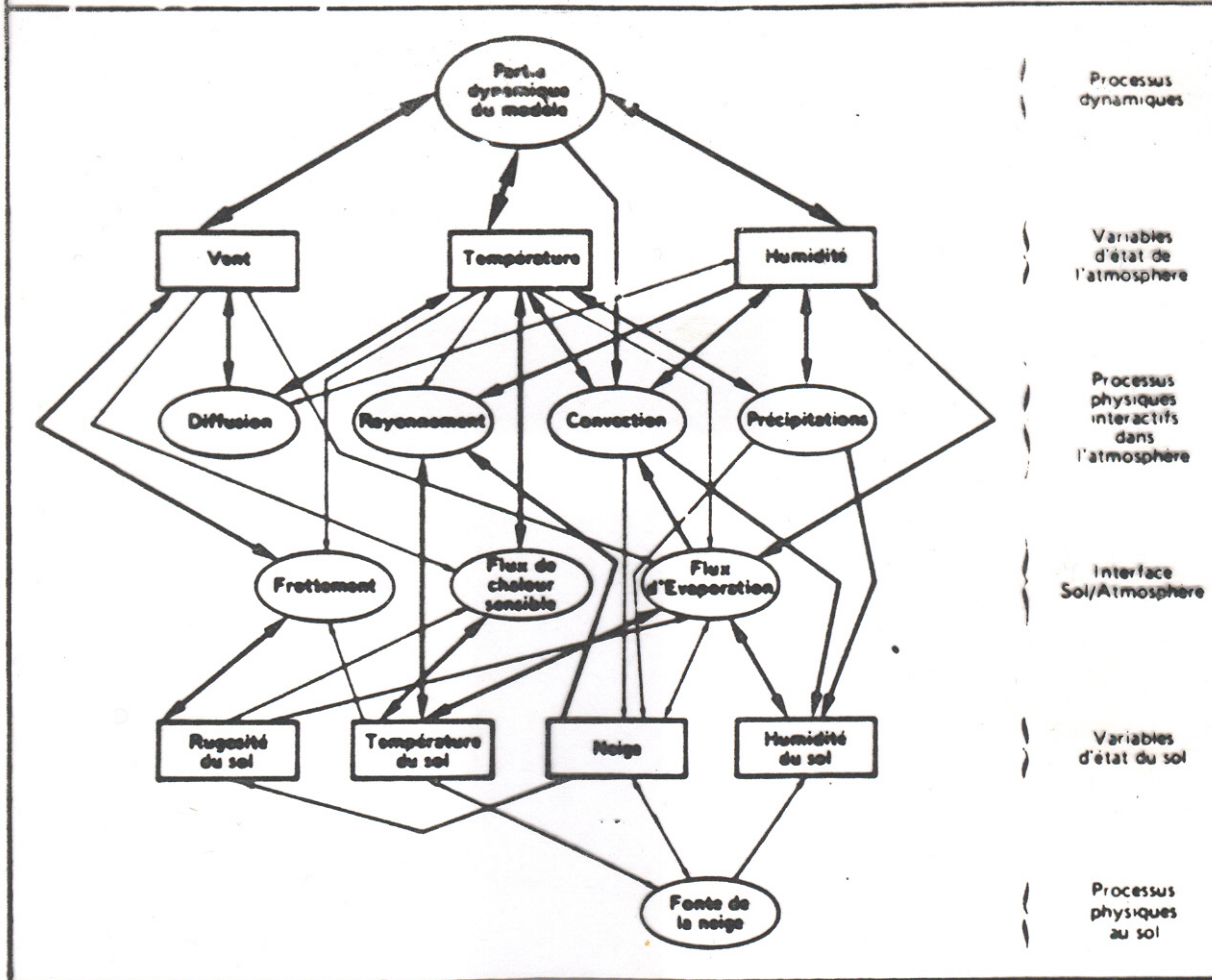 Partie
dynamique
du modèle
Processus
dynamiques
Vent
Température
Humidité
Variables
d'état de
l'atmosphère
Diffusion
Rayonnement
Convection
Précipitations
Processus
physiques
interactifs
dans
l'atmosphère
Frottement
Flux de
chaleur
sensible
Flux
d'Evaporation
Interface
Sol/Atmosphère
Rugosité
du sol
Température
du sol
Neige
Humidité
du sol
Variables
d'état du sol
Fonte de
la neige
Processus
physiques
au sol